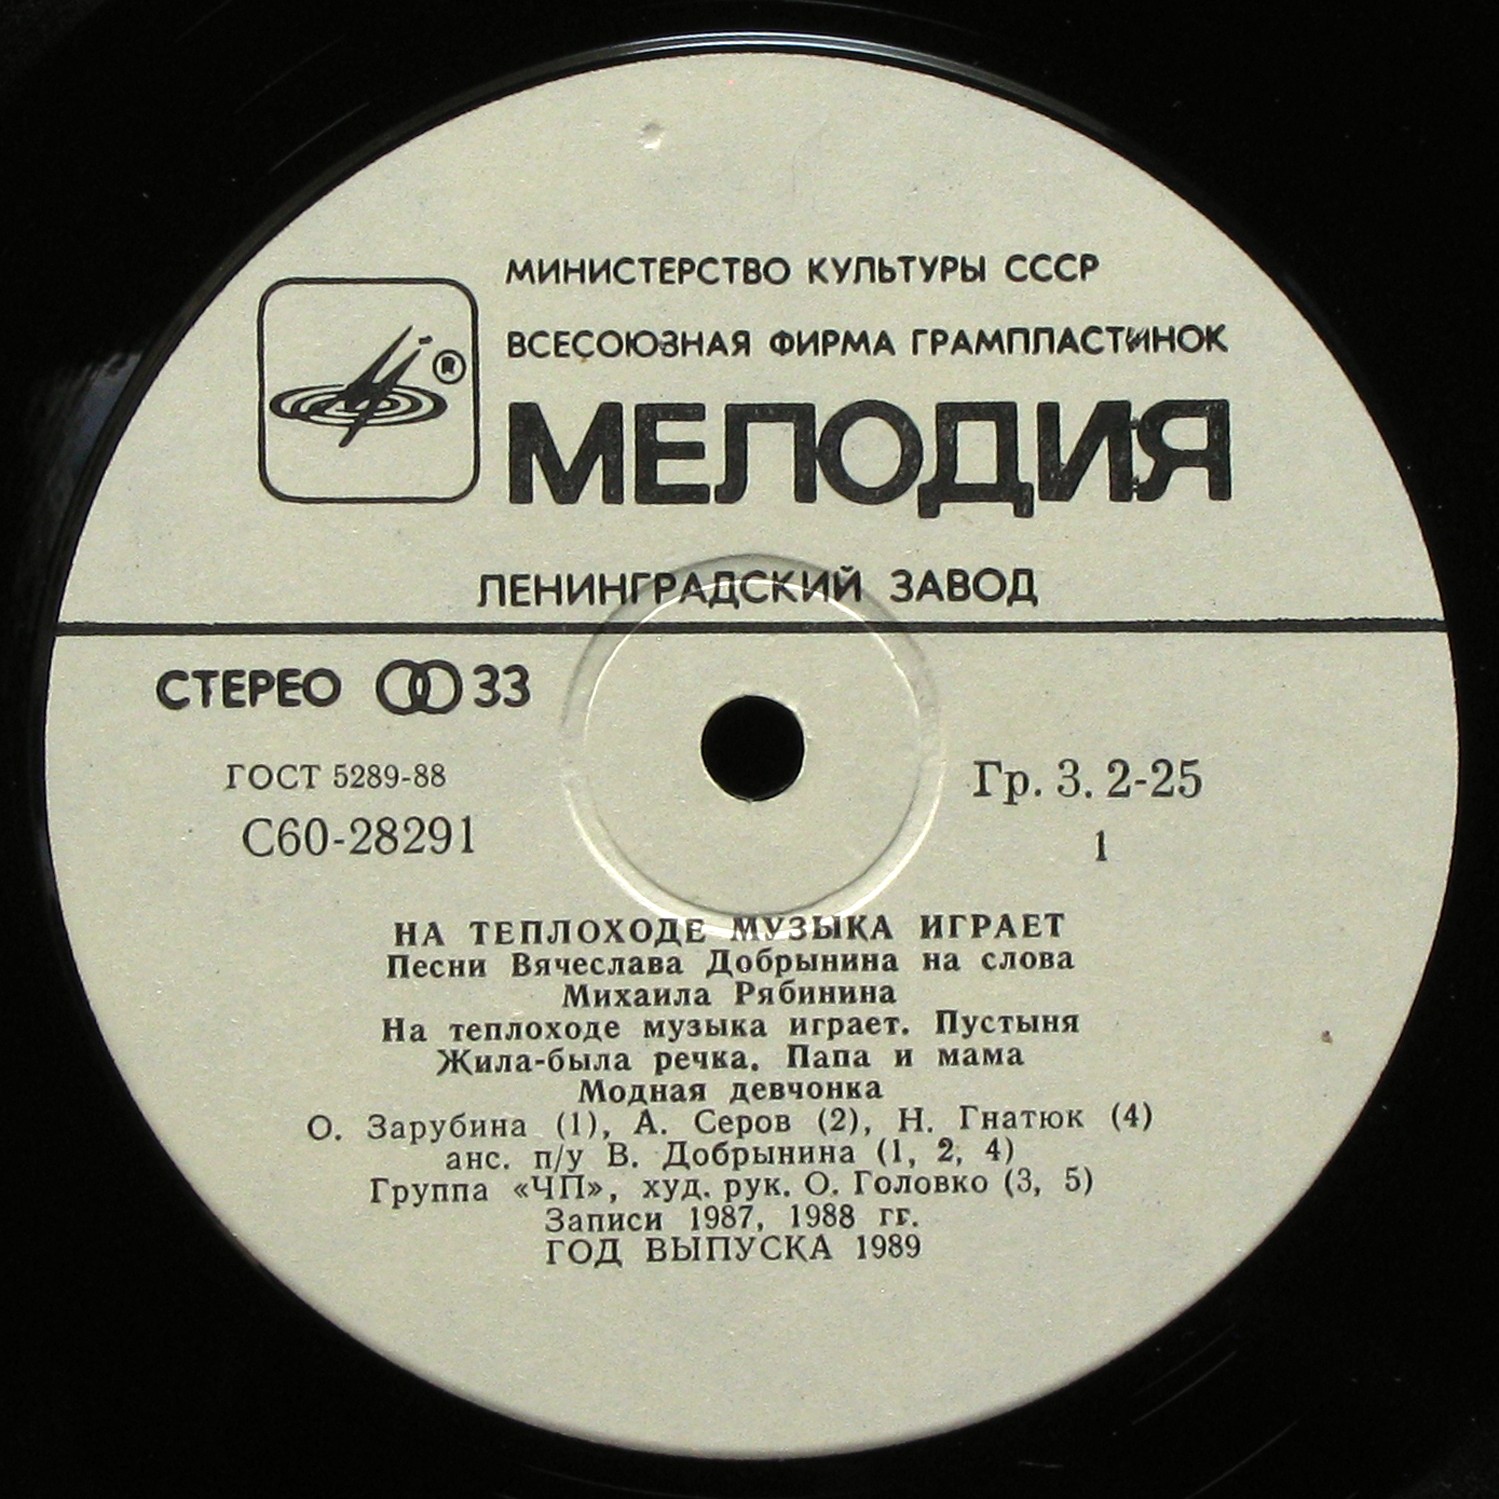 МИНИСТЕРСТВО КУЛЬТУРЫ СССР
ВСЕСОЮЗНАЯ ФИРМА ГРАМПЛАСТИНОК
®
МЕЛОДИЯ
ЛЕНИНГРАДСКИЙ ЗАВОД
СТЕРЕО 33
ГОСТ 5289-88
Гр. 3. 2-25
С60-28291
1
НА ТЕПЛОХОДЕ МУЗЫКА ИГРАЕТ
Песни Вячеслава Добрынина на слова
Михаила Рябинина
На теплоходе музыка играет. Пустыня
Жила-была речка. Папа и мама
Модная девчонка
О. Зарубина (1), А. Серов (2), Н. Гнатюк (4)
анс. п/у В. Добрынина (1, 2, 4)
Группа «ЧП», худ. рук. О. Головко (3, 5)
Записи 1987, 1988 гг.
ГОД ВЫПУСКА 1989